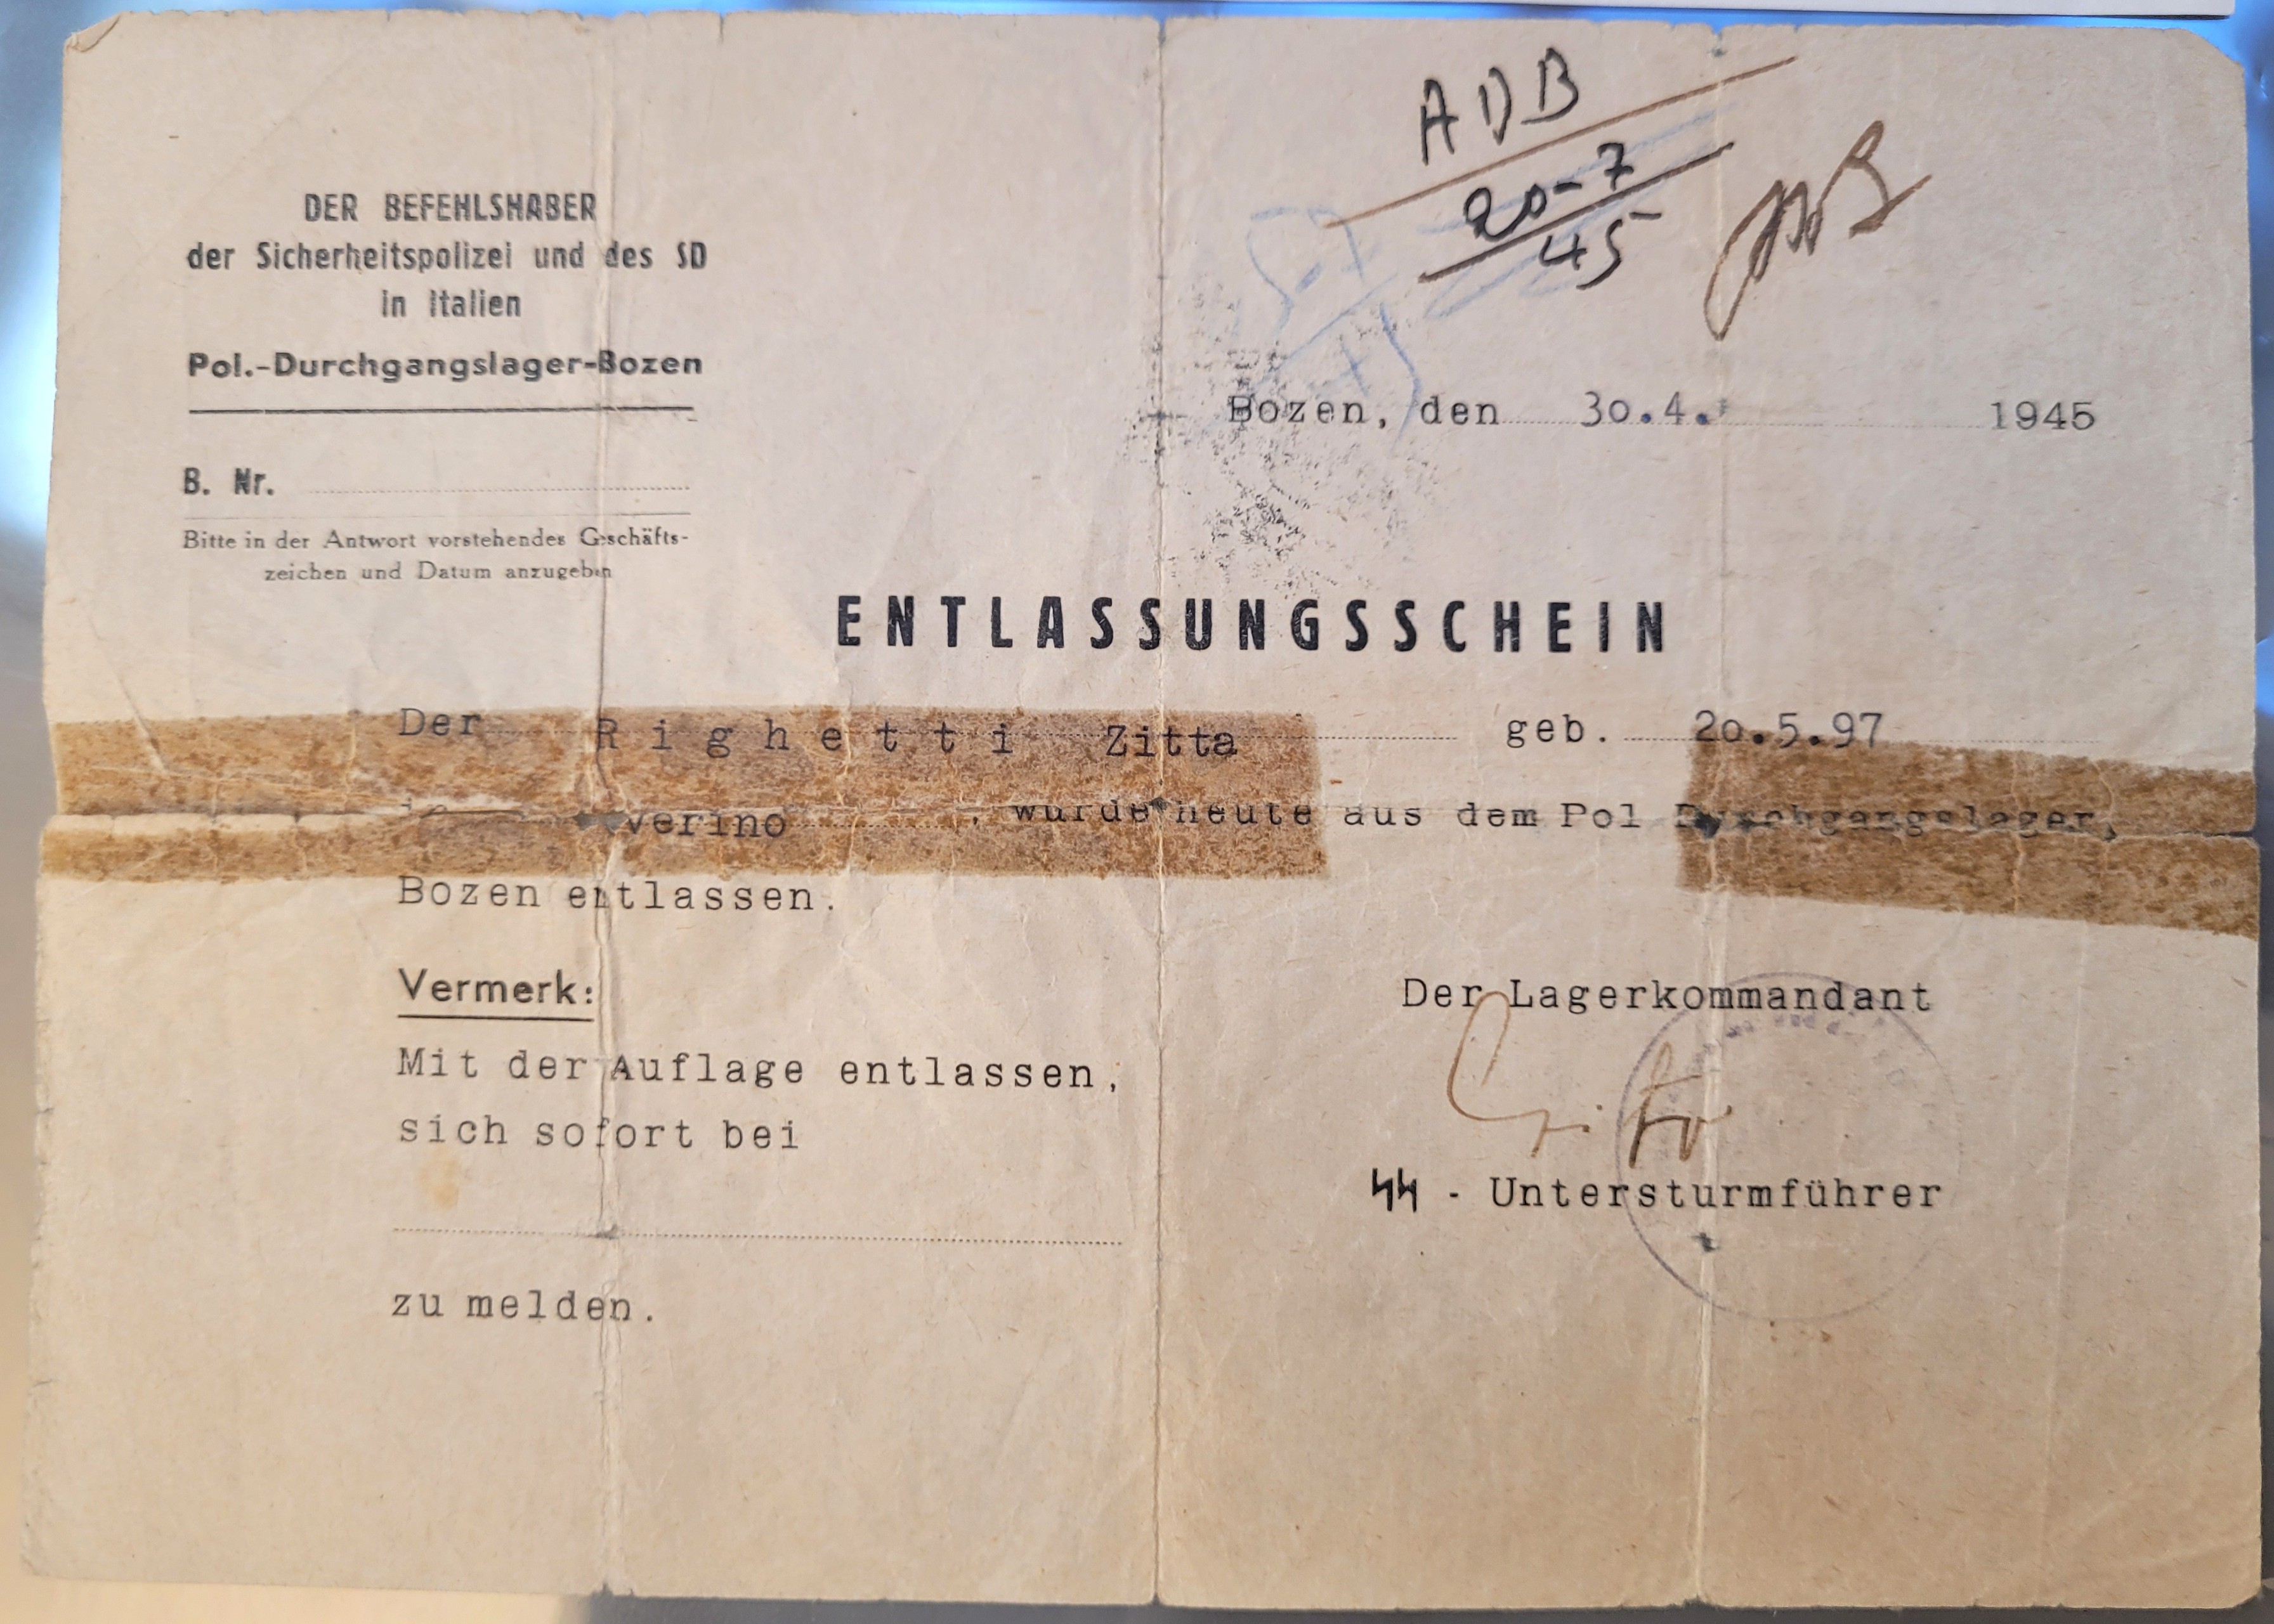 ADB
20-7
45
DER BEFEHLSHABER
der Sicherheitspolizei und des SD
in Italien
Pol.-Durchgangslager-Bozen
Bozen, den 30.4. 1945
B. Nr.
Bitte in der Antwort vorstehendes Geschäfts-
zeichen und Datum anzugeben
ENTLASSUNGSSCHEIN
Der Righetti Zitta geb. 20.5.97
verino wurde heute aus dem Pol Durchgangslager,
Bozen entlassen.
Vermerk:
Der Lagerkommandant
Mit der Auflage entlassen,
sich sofort bei
SS - Untersturmführer
zu melden.